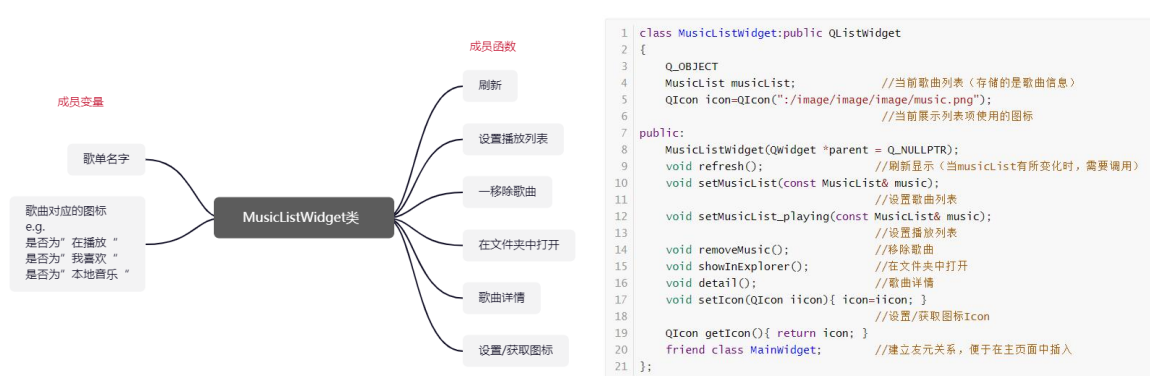 成员变量
歌单名字
歌曲对应的图标
e.g.
是否为”在播放“
是否为”我喜欢“
是否为”本地音乐“
MusicListWidget类
成员函数
刷新
设置播放列表
一移除歌曲
在文件夹中打开
歌曲详情
设置/获取图标
1 class MusicListWidget:public QListWidget
2 {
3 Q_OBJECT
4 MusicList musicList; //当前歌曲列表（存储的是歌曲信息）
5 QIcon icon=QIcon(":/image/image/image/music.png");
6 //当前展示列表项使用的图标
7 public:
8 MusicListWidget(QWidget *parent = Q_NULLPTR);
9 void refresh(); //刷新显示（当musicList有所变化时，需要调用）
10 void setMusicList(const MusicList& music);
11 //设置歌曲列表
12 void setMusicList_playing(const MusicList& music);
13 //设置播放列表
14 void removeMusic(); //移除歌曲
15 void showInExplorer(); //在文件夹中打开
16 void detail(); //歌曲详情
17 void setIcon(QIcon iicon){ icon=iicon; }
18 //设置/获取图标Icon
19 QIcon getIcon(){ return icon; }
20 friend class MainWidget; //建立友元关系，便于在主页面中插入
21 };